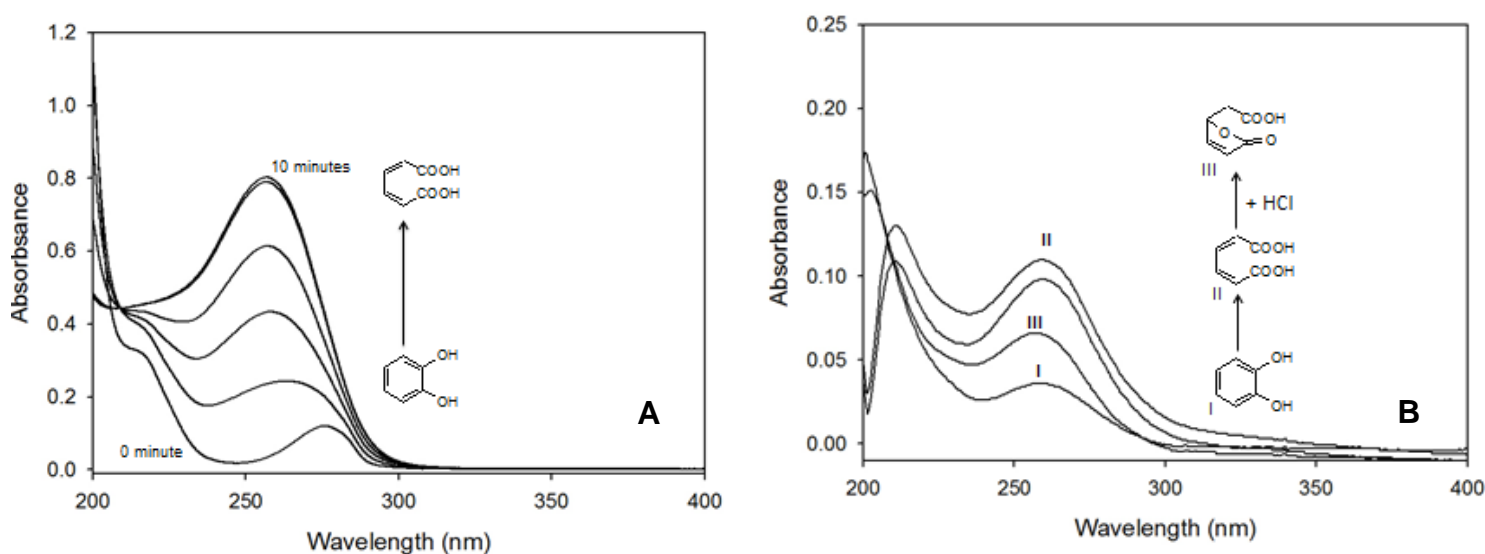 1.2
1.0
0.8
0.6
0.4
0.2
0.0
Absorbsance
200
250
300
350
400
Wavelength (nm)
10 minutes
0 minute
COOH
COOH
OH
OH
A
0.25
0.20
0.15
0.10
0.05
0.00
Absorbance
200
250
300
350
400
Wavelength (nm)
II
III
I
COOH
O
O
III
+ HCl
COOH
COOH
II
OH
OH
I
B